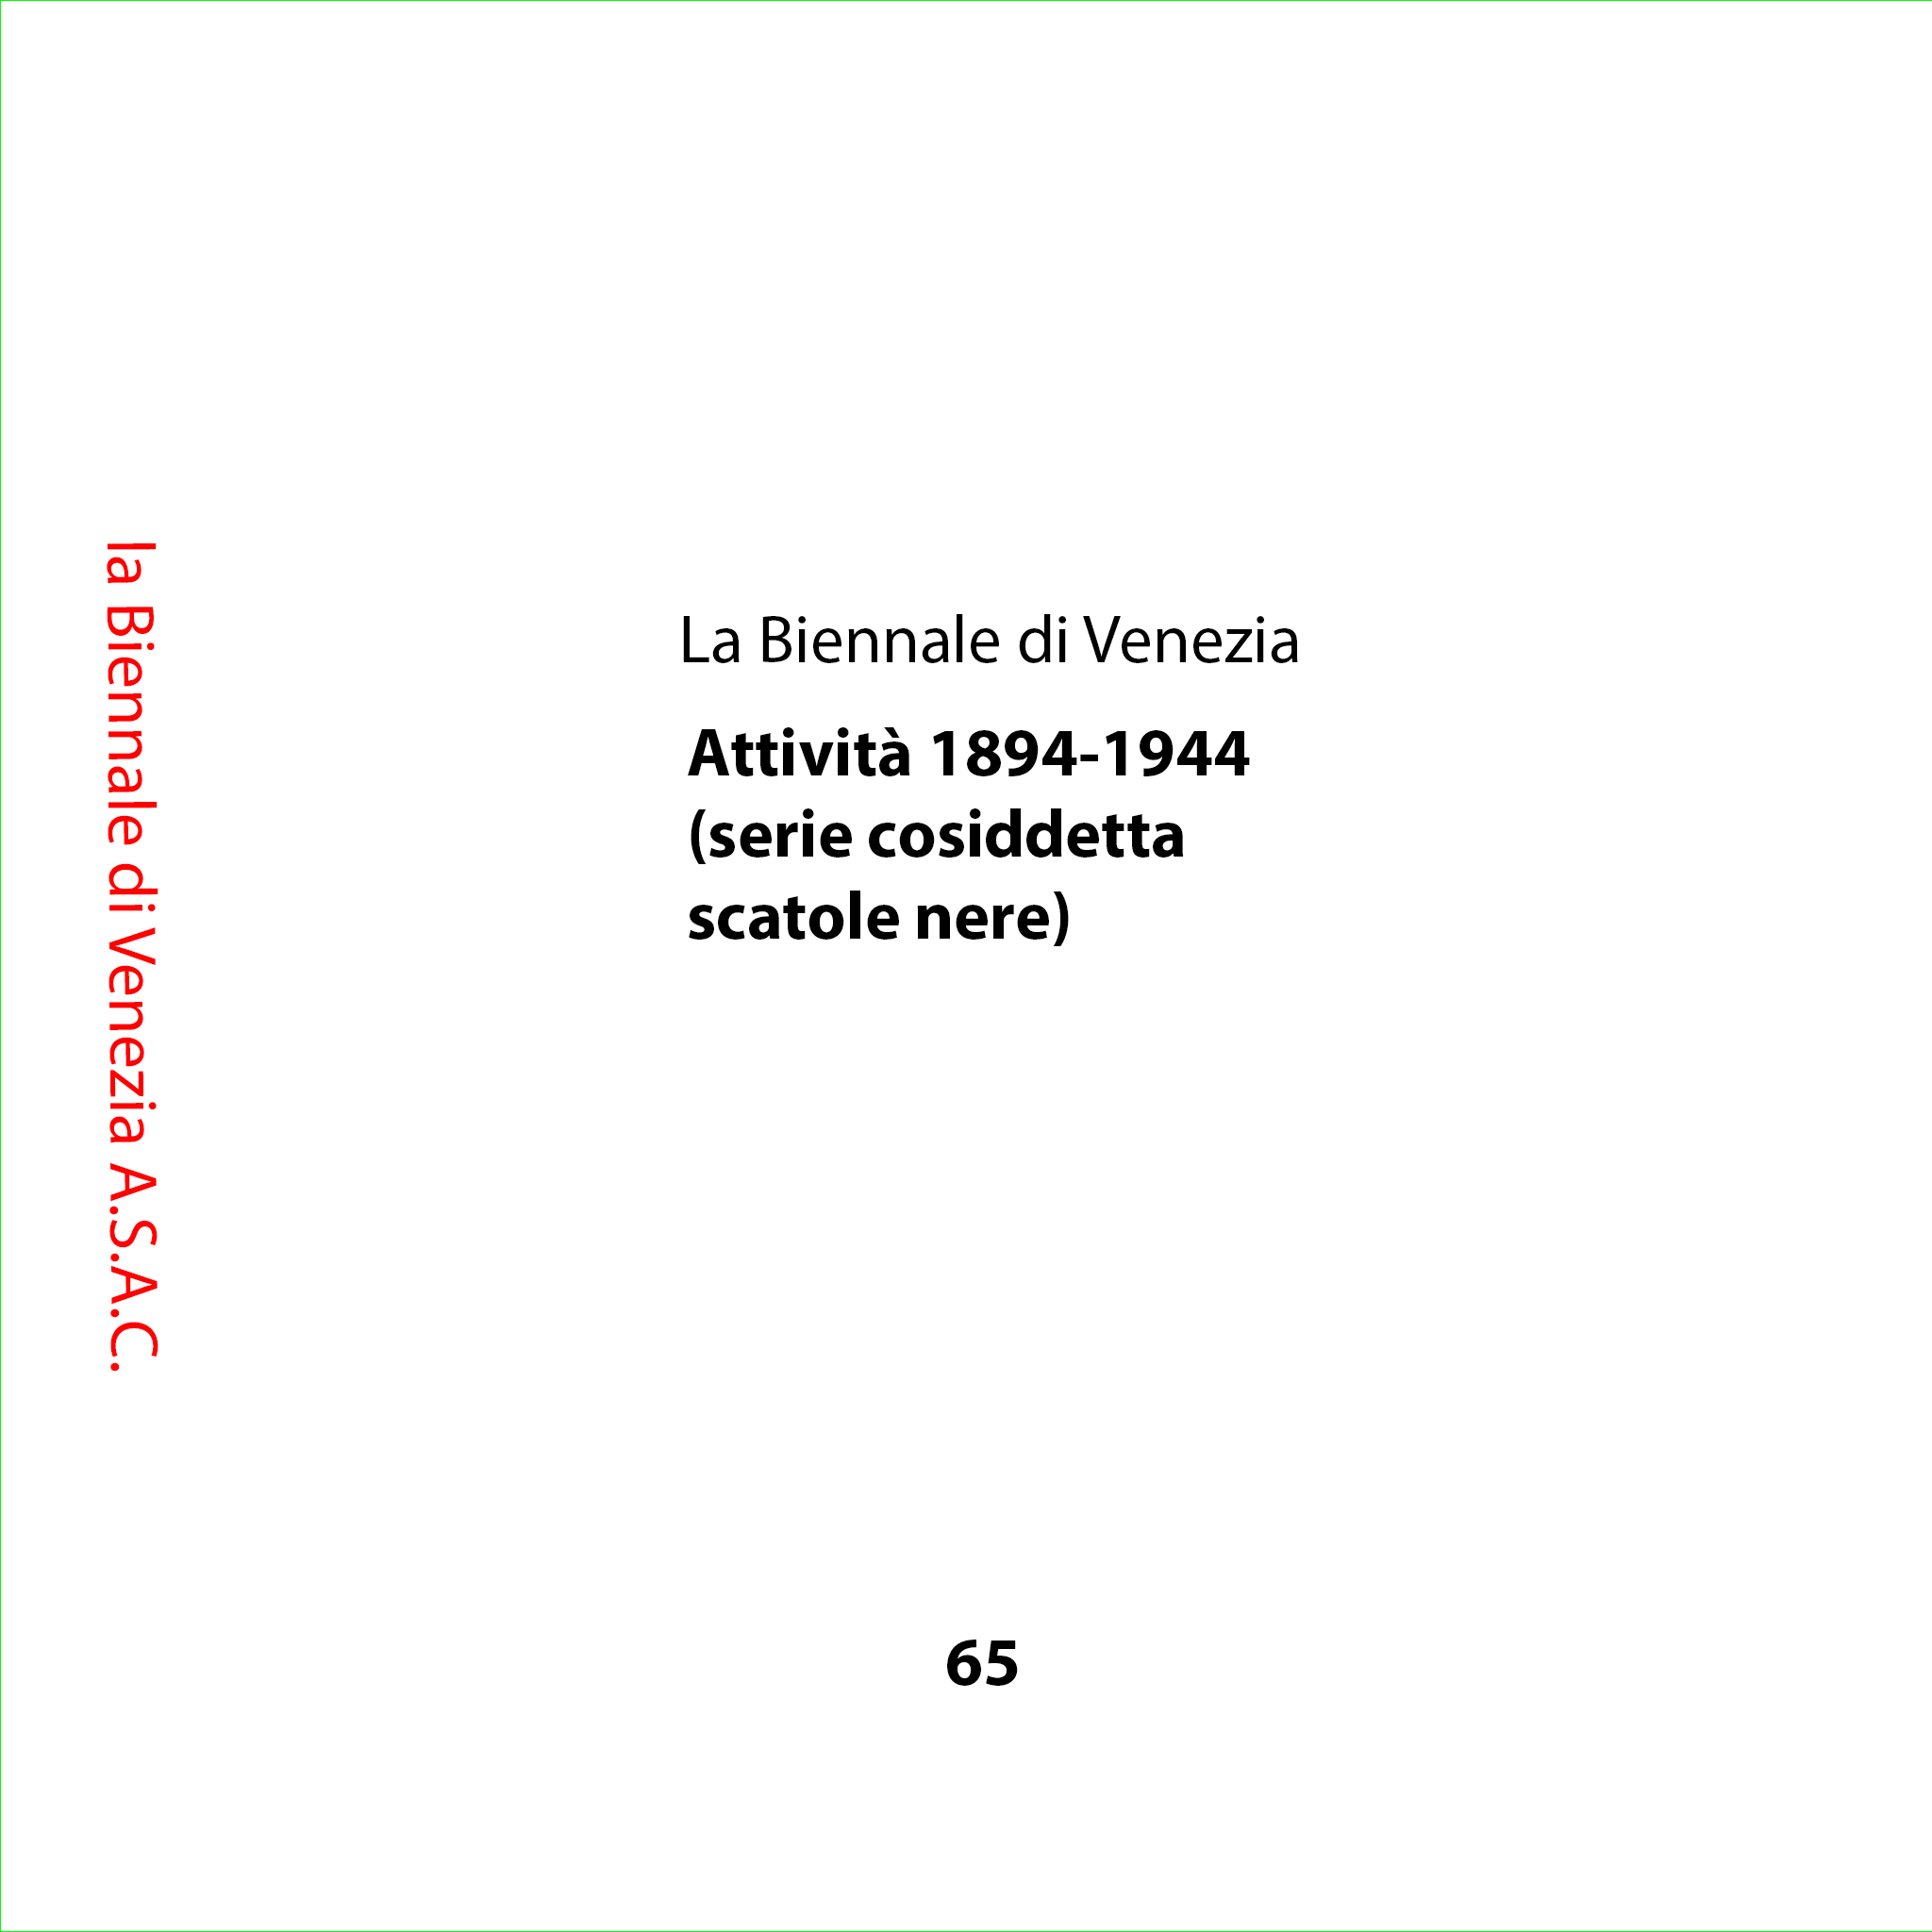 la Biennale di Venezia A.S.A.C.
La Biennale di Venezia
Attività 1894-1944
(serie cosiddetta
scatole nere)
65